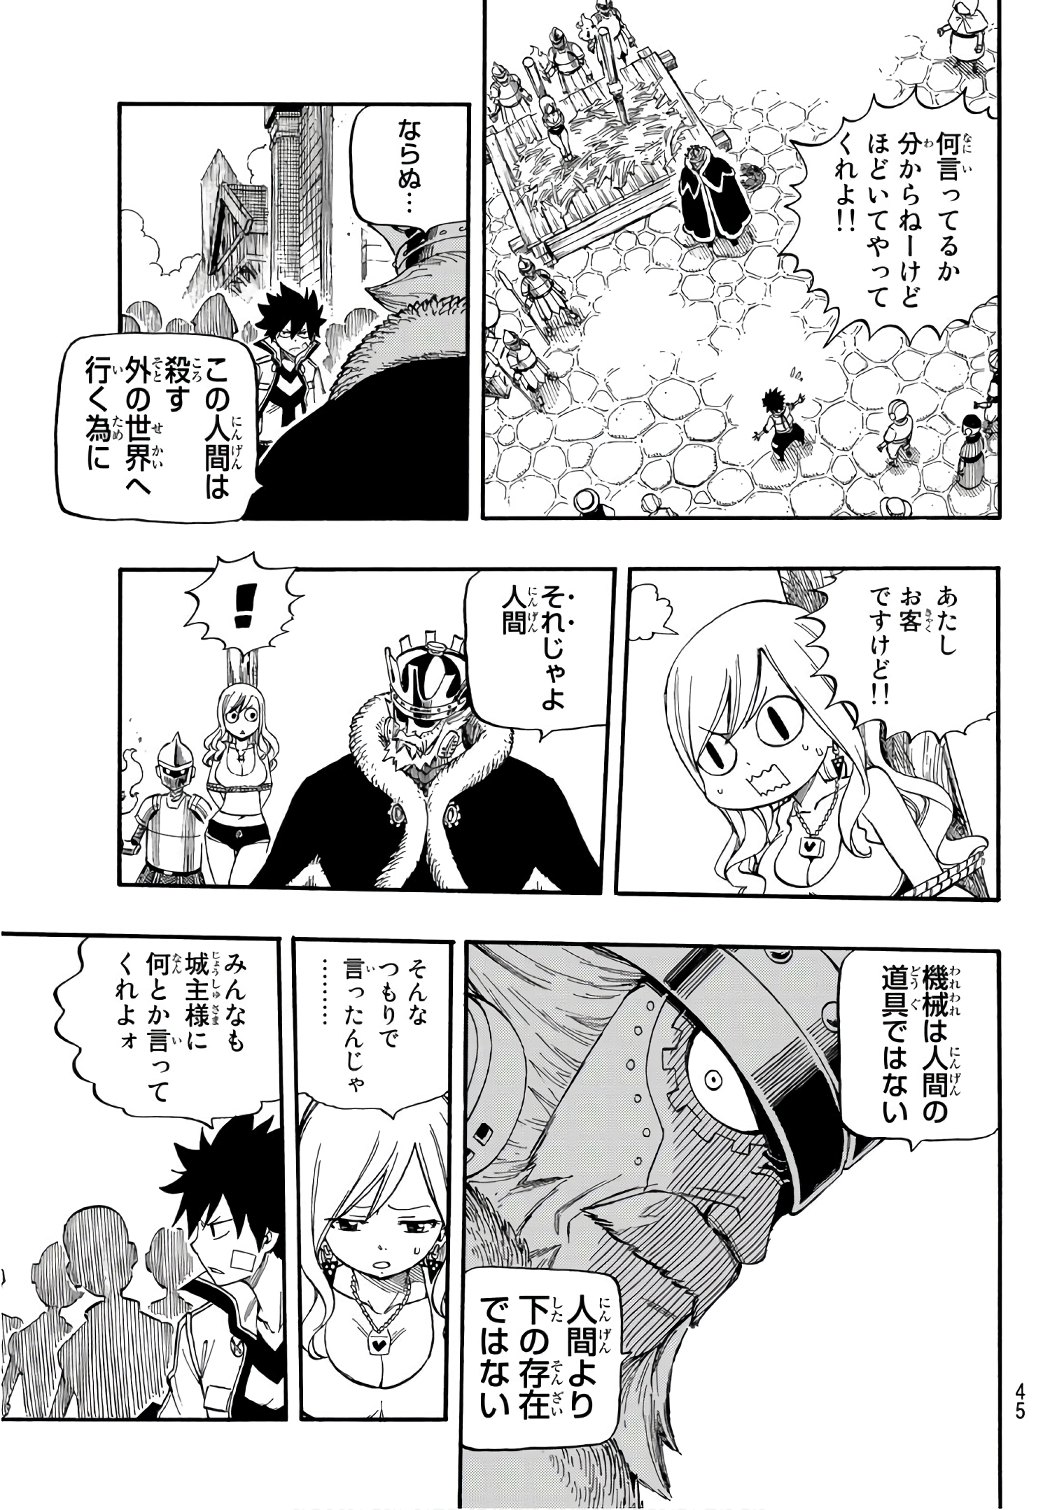 何言ってるか
分からねーけど
ほどいてやって
くれよ!!
ならぬ…
この人間は
殺す
外の世界へ
行く為に
あたし
お客
ですけど!!
それじゃよ
人間
!
機械は人間の
道具ではない
人間より
下の存在
ではない
そんな
つもりで
言ったんじゃ
………
みんなも
城主様に
何とか言って
くれよォ
45